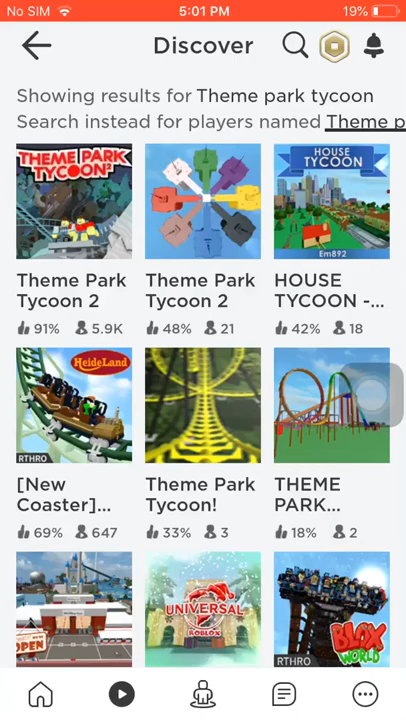 No SIM 5:01 PM 19%
Discover
Showing results for Theme park tycoon
Search instead for players named Theme p
THEME PARK TYCOON²
HOUSE TYCOON
Em892
Theme Park Tycoon 2
Theme Park Tycoon 2
HOUSE TYCOON -...
91% 5.9K
48% 21
42% 18
HeideLand
RTHRO
[New Coaster]...
Theme Park Tycoon!
THEME PARK...
69% 647
33% 3
18% 2
OPEN
UNIVERSAL
ROBLOX
BLOX WORLD
RTHRO